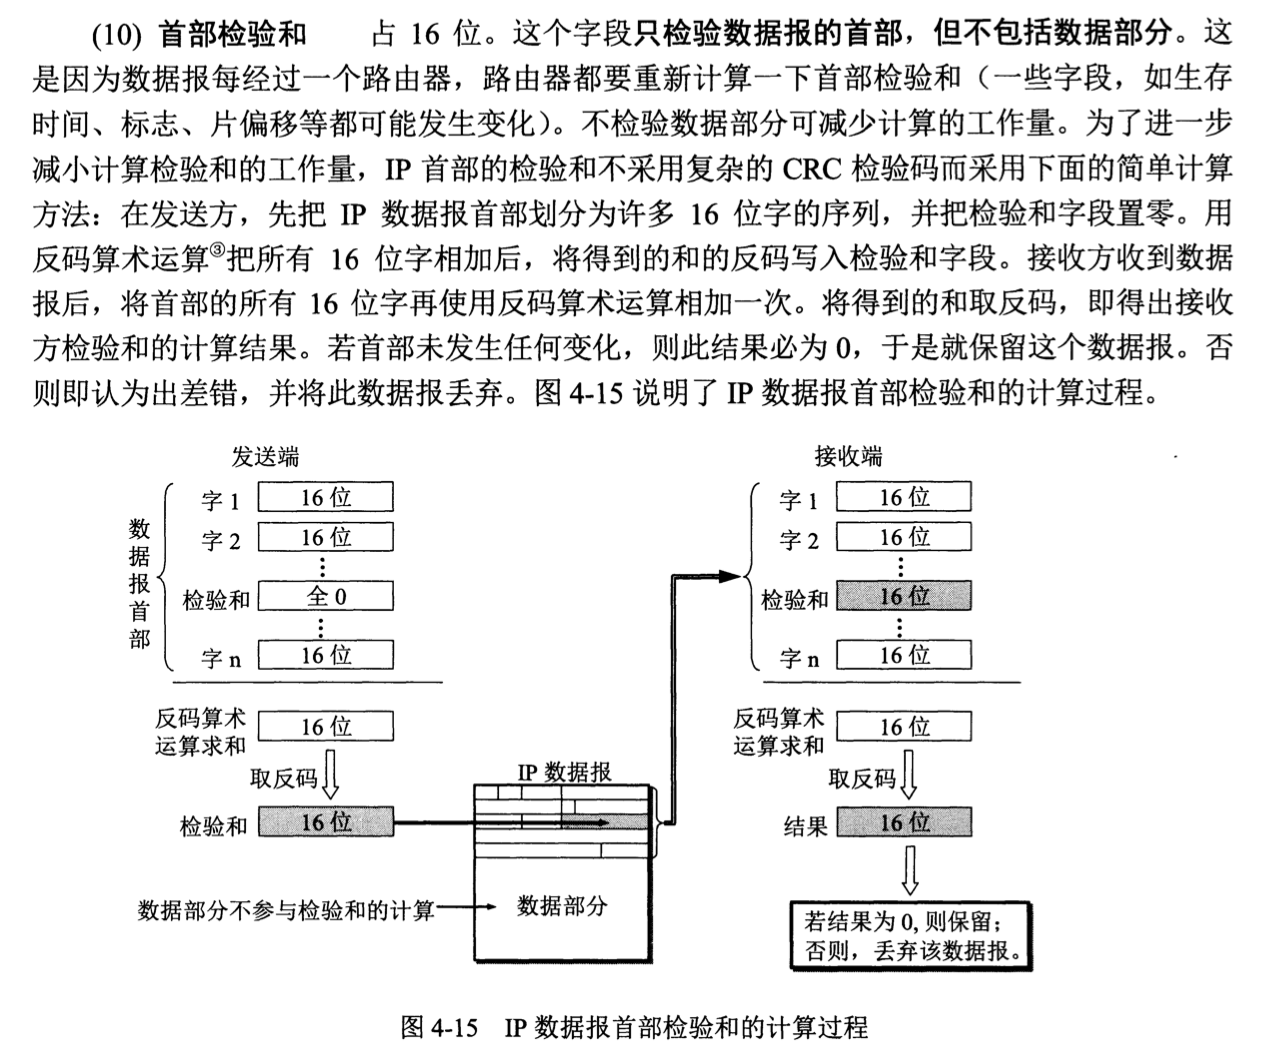 (10) 首部检验和 占 16 位。这个字段只检验数据报的首部，但不包括数据部分。这
是因为数据报每经过一个路由器，路由器都要重新计算一下首部检验和（一些字段，如生存
时间、标志、片偏移等都可能发生变化）。不检验数据部分可减少计算的工作量。为了进一步
减小计算检验和的工作量，IP 首部的检验和不采用复杂的 CRC 检验码而采用下面的简单计算
方法：在发送方，先把 IP 数据报首部划分为许多 16 位字的序列，并把检验和字段置零。用
反码算术运算③把所有 16 位字相加后，将得到的和的反码写入检验和字段。接收方收到数据
报后，将首部的所有 16 位字再使用反码算术运算相加一次。将得到的和取反码，即得出接收
方检验和的计算结果。若首部未发生任何变化，则此结果必为 0，于是就保留这个数据报。否
则即认为出差错，并将此数据报丢弃。图 4-15 说明了 IP 数据报首部检验和的计算过程。
发送端
数据报首部
字 1 16 位
字 2 16 位
检验和 全 0
字 n 16 位
反码算术
运算求和
16 位
取反码
检验和 16 位
数据部分不参与检验和的计算
IP 数据报
数据部分
接收端
字 1 16 位
字 2 16 位
检验和 16 位
字 n 16 位
反码算术
运算求和
16 位
取反码
结果 16 位
若结果为 0, 则保留；
否则，丢弃该数据报。
图 4-15 IP 数据报首部检验和的计算过程